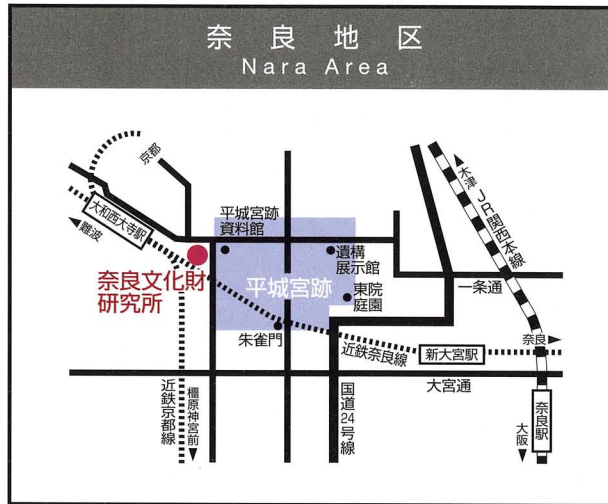 奈良地区
Nara Area
京都
木津
JR関西本線
大和西大寺駅
難波
平城宮跡
資料館
遺構
展示館
奈良文化財
研究所
平城宮跡
東院
庭園
一条通
朱雀門
近鉄奈良線
新大宮駅
奈良
大宮通
近鉄京都線
橿原神宮前
国道24号線
奈良駅
大阪